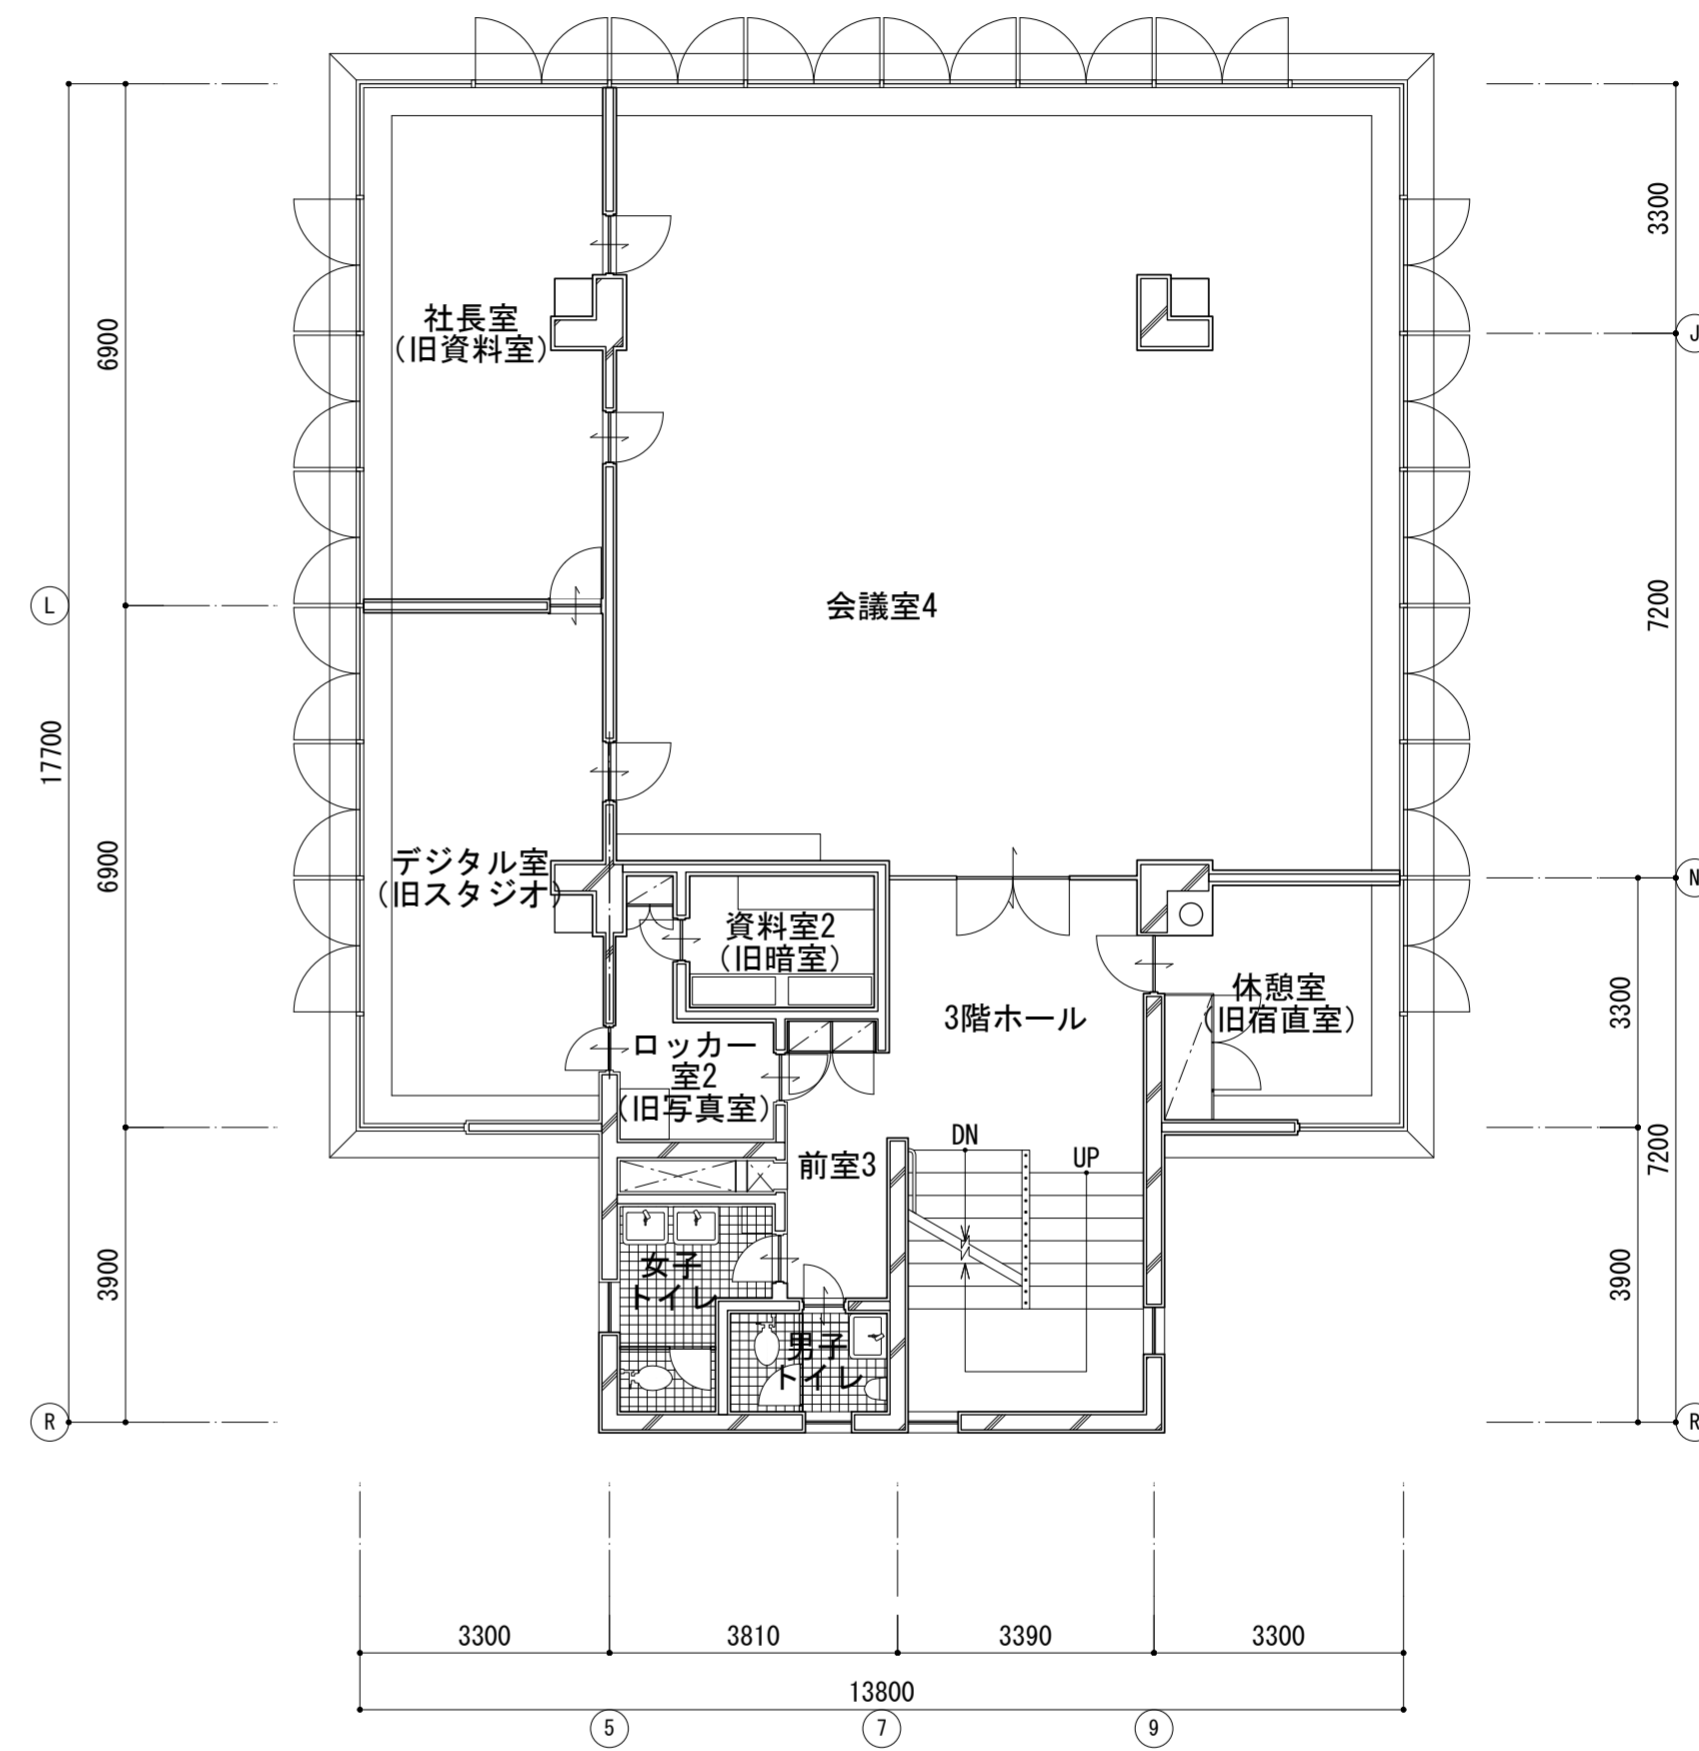 3300
J
社長室
(旧資料室)
6900
L
会議室4
7200
17700
デジタル室
(旧スタジオ)
6900
N
資料室2
(旧暗室)
休憩室
(旧宿直室)
3階ホール
3300
ロッカー
室2
(旧写真室)
DN
UP
前室3
7200
女子
トイレ
3900
3900
男子
トイレ
R
R
3300
3810
3390
3300
13800
5
7
9